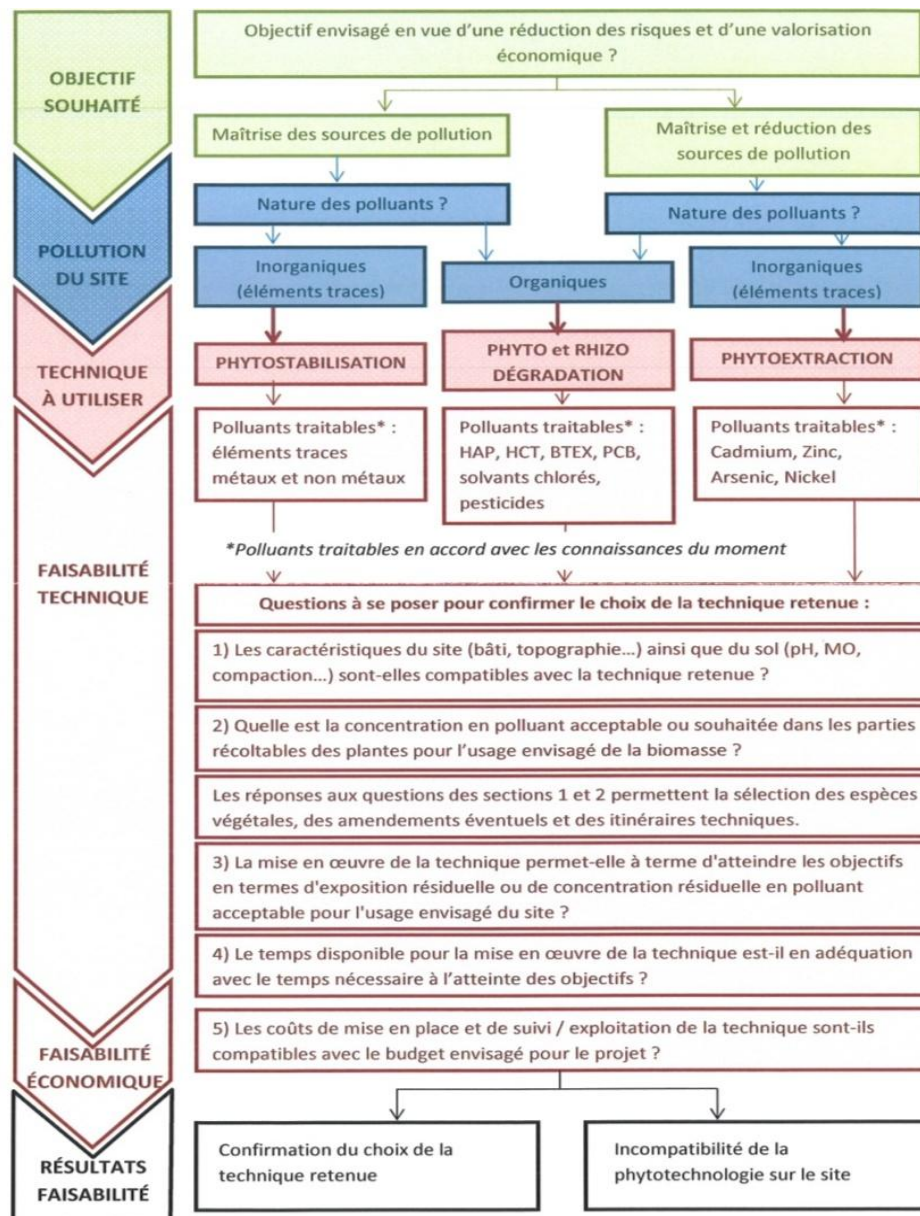 Objectif envisagé en vue d'une réduction des risques et d'une valorisation
économique ?
OBJECTIF
SOUHAITÉ
Maîtrise des sources de pollution
Maîtrise et réduction des
sources de pollution
Nature des polluants ?
Nature des polluants ?
POLLUTION
DU SITE
Inorganiques
(éléments traces)
Organiques
Inorganiques
(éléments traces)
TECHNIQUE
À UTILISER
PHYTOSTABILISATION
PHYTO et RHIZO
DÉGRADATION
PHYTOEXTRACTION
Polluants traitables* :
éléments traces
métaux et non métaux
Polluants traitables* :
HAP, HCT, BTEX, PCB,
solvants chlorés,
pesticides
Polluants traitables* :
Cadmium, Zinc,
Arsenic, Nickel
*Polluants traitables en accord avec les connaissances du moment
FAISABILITÉ
TECHNIQUE
Questions à se poser pour confirmer le choix de la technique retenue :
1) Les caractéristiques du site (bâti, topographie...) ainsi que du sol (pH, MO,
compaction...) sont-elles compatibles avec la technique retenue ?
2) Quelle est la concentration en polluant acceptable ou souhaitée dans les parties
récoltables des plantes pour l'usage envisagé de la biomasse ?
Les réponses aux questions des sections 1 et 2 permettent la sélection des espèces
végétales, des amendements éventuels et des itinéraires techniques.
3) La mise en œuvre de la technique permet-elle à terme d'atteindre les objectifs
en termes d'exposition résiduelle ou de concentration résiduelle en polluant
acceptable pour l'usage envisagé du site ?
4) Le temps disponible pour la mise en œuvre de la technique est-il en adéquation
avec le temps nécessaire à l'atteinte des objectifs ?
FAISABILITÉ
ÉCONOMIQUE
5) Les coûts de mise en place et de suivi / exploitation de la technique sont-ils
compatibles avec le budget envisagé pour le projet ?
RÉSULTATS
FAISABILITÉ
Confirmation du choix de la
technique retenue
Incompatibilité de la
phytotechnologie sur le site